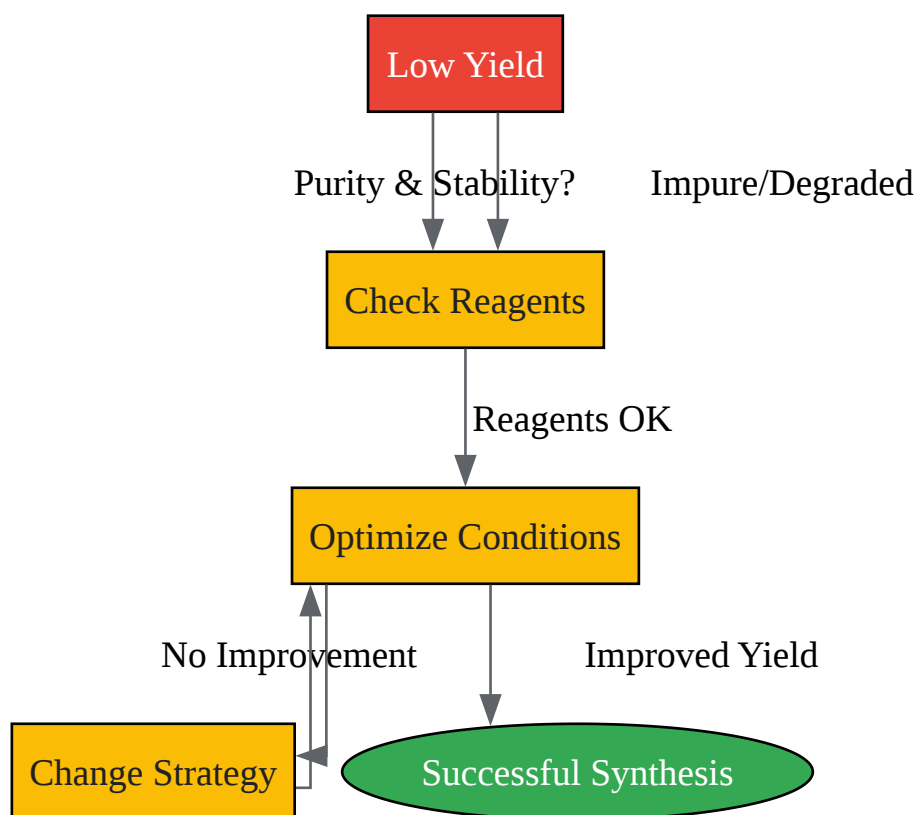 Low Yield
Purity & Stability?
Impure/Degraded
Check Reagents
Reagents OK
Optimize Conditions
No Improvement
Improved Yield
Change Strategy
Successful Synthesis